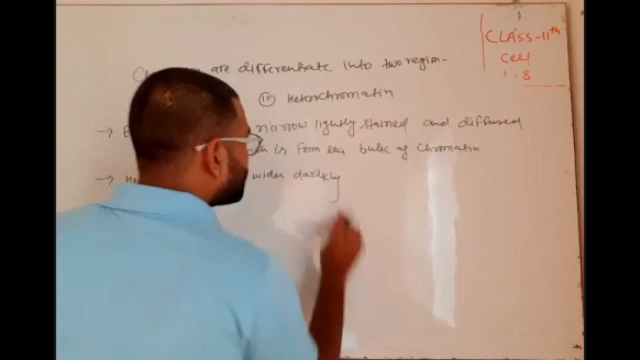 CLASS-11th
Cell
1-8
are differentiate into two region-
(ii) Heterochromatin
→ narrow lightly stained and diffused
is form bulk of chromatin
→ wider darkly